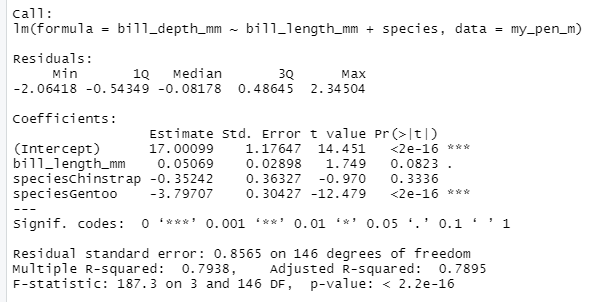 Call:
lm(formula = bill_depth_mm ~ bill_length_mm + species, data = my_pen_m)
Residuals:
Min 1Q Median 3Q Max
-2.06418 -0.54349 -0.08178 0.48645 2.34504
Coefficients:
Estimate Std. Error t value Pr(>|t|)
(Intercept) 17.00099 1.17647 14.451 <2e-16 ***
bill_length_mm 0.05069 0.02898 1.749 0.0823 .
speciesChinstrap -0.35242 0.36327 -0.970 0.3336
speciesGentoo -3.79707 0.30427 -12.479 <2e-16 ***
---
Signif. codes: 0 ‘***’ 0.001 ‘**’ 0.01 ‘*’ 0.05 ‘.’ 0.1 ‘ ’ 1
Residual standard error: 0.8565 on 146 degrees of freedom
Multiple R-squared: 0.7938, Adjusted R-squared: 0.7895
F-statistic: 187.3 on 3 and 146 DF, p-value: < 2.2e-16